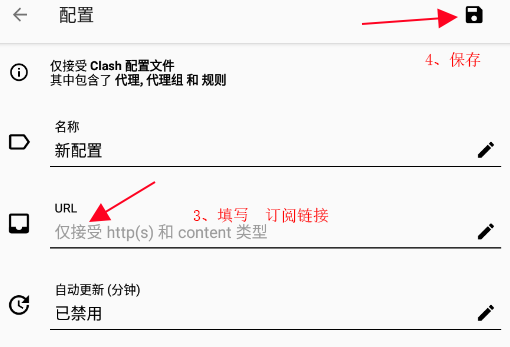 配置
4、保存
仅接受 Clash 配置文件
其中包含了 代理, 代理组 和 规则
名称
新配置
URL
3、填写 订阅链接
仅接受 http(s) 和 content 类型
自动更新 (分钟)
已禁用